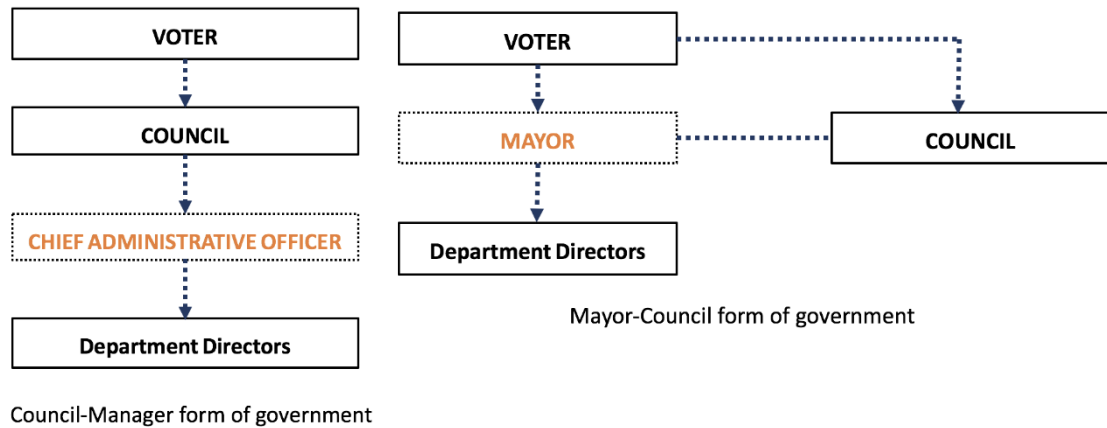 VOTER
COUNCIL
CHIEF ADMINISTRATIVE OFFICER
Department Directors
Council-Manager form of government
VOTER
MAYOR
COUNCIL
Department Directors
Mayor-Council form of government